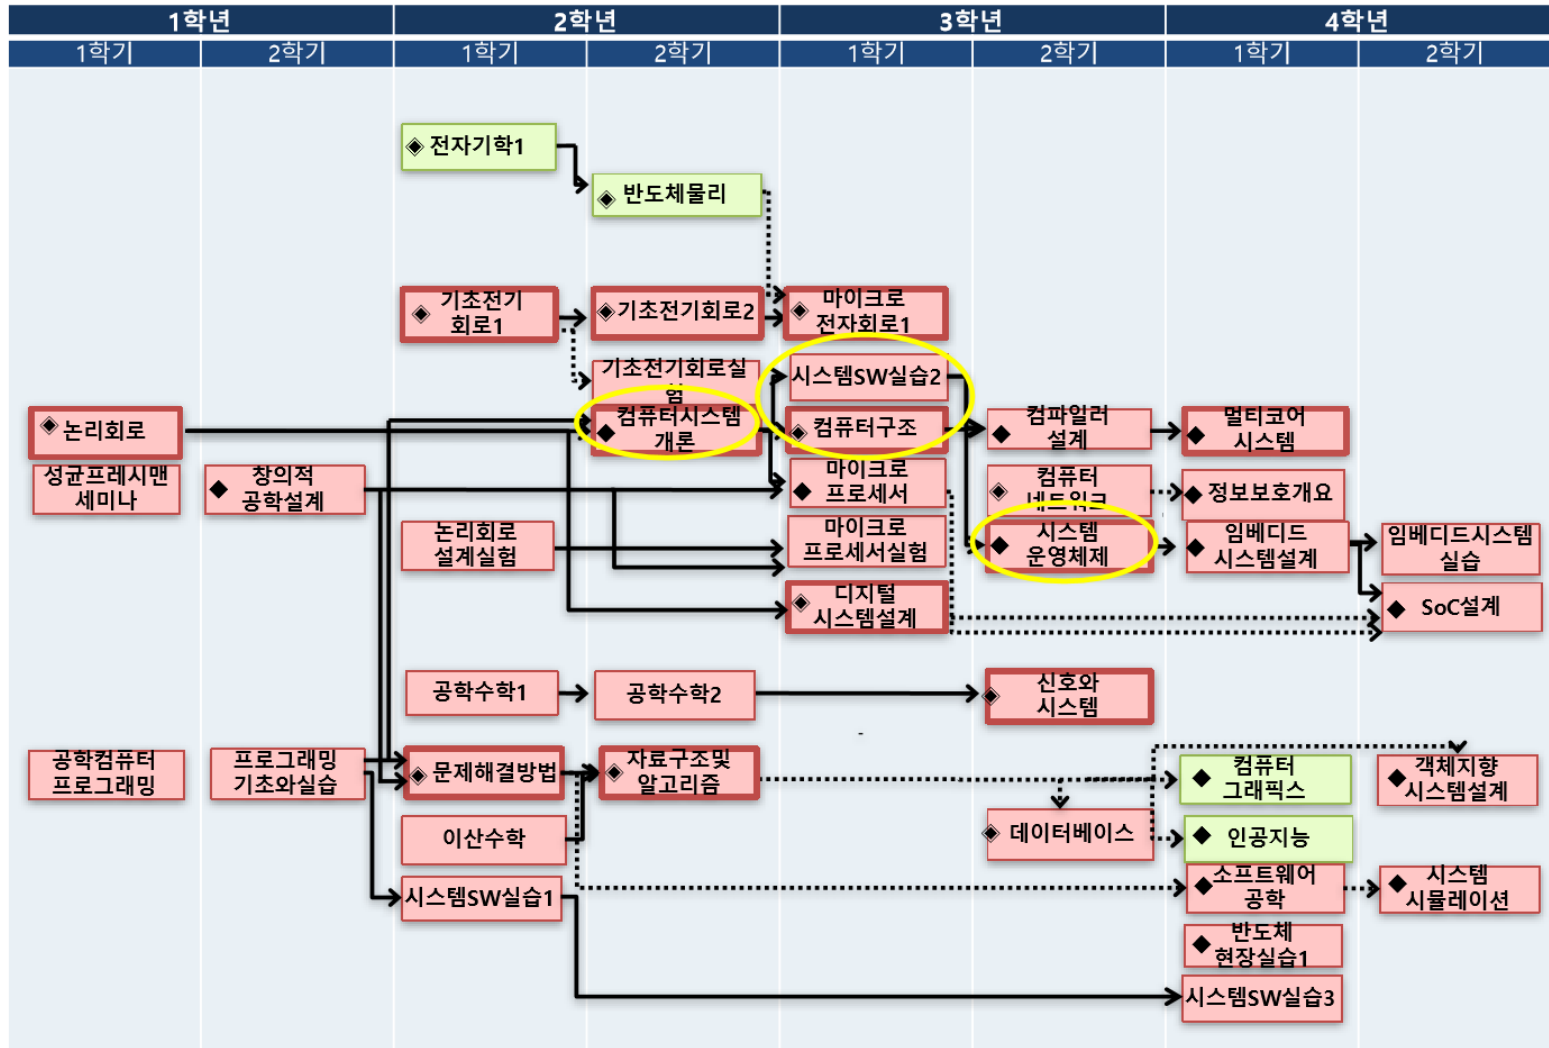 1학년 2학년 3학년 4학년
1학기 2학기 1학기 2학기 1학기 2학기 1학기 2학기
전자기학1
반도체물리
기초전기
회로1
기초전기회로2
마이크로
전자회로1
기초전기회로실
험
시스템SW실습2
논리회로
컴퓨터시스템
개론
컴퓨터구조
컴파일러
설계
멀티코어
시스템
성균프레시맨
세미나
창의적
공학설계
마이크로
프로세서
컴퓨터
네트워크
정보보호개요
논리회로
설계실험
마이크로
프로세서실험
시스템
운영체제
임베디드
시스템설계
임베디드시스템
실습
디지털
시스템설계
SoC설계
공학수학1
공학수학2
신호와
시스템
공학컴퓨터
프로그래밍
프로그래밍
기초와실습
문제해결방법
자료구조및
알고리즘
컴퓨터
그래픽스
객체지향
시스템설계
이산수학
데이터베이스
인공지능
시스템SW실습1
소프트웨어
공학
시스템
시뮬레이션
반도체
현장실습1
시스템SW실습3